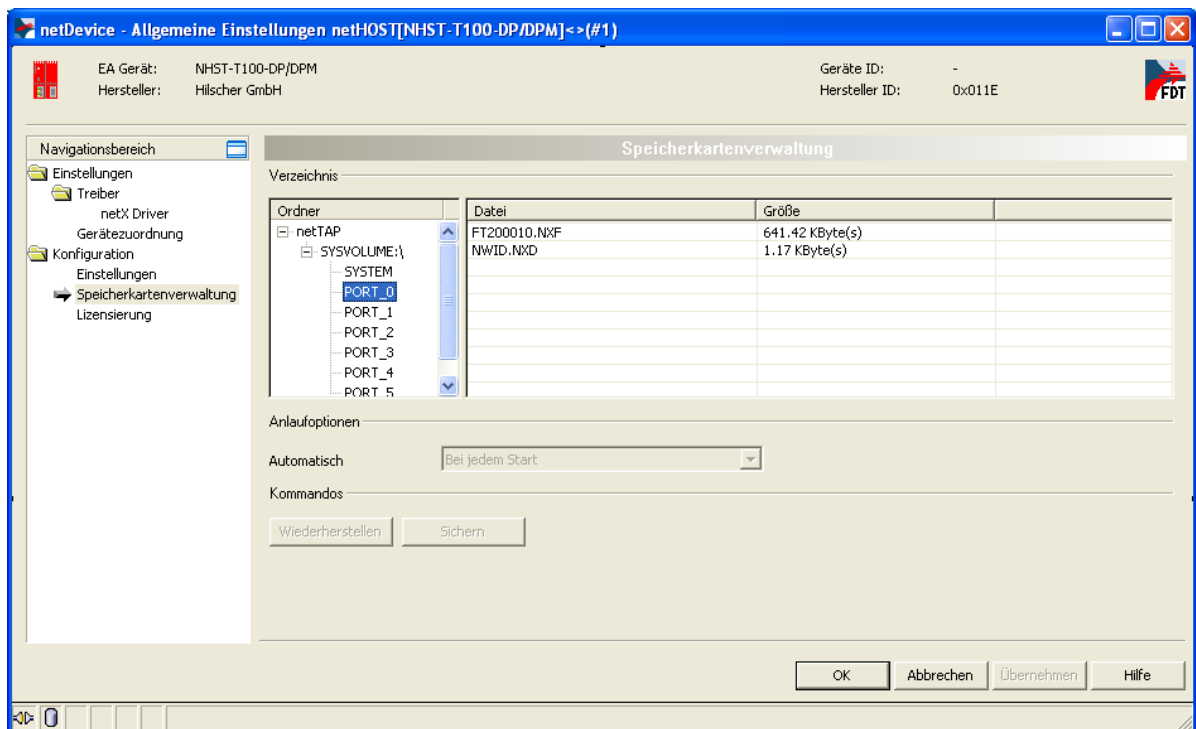 netDevice - Allgemeine Einstellungen netHOST[NHST-T100-DP/DPM]<>(#1)
EA Gerät: NHST-T100-DP/DPM Geräte ID: -
Hersteller: Hilscher GmbH Hersteller ID: 0x011E
FDT
Navigationsbereich
Einstellungen
Treiber
netX Driver
Gerätezuordnung
Konfiguration
Einstellungen
Speicherkartenverwaltung
Lizensierung
Speicherkartenverwaltung
Verzeichnis
Ordner
netTAP
SYSVOLUME:\
SYSTEM
PORT_0
PORT_1
PORT_2
PORT_3
PORT_4
PORT_5
Datei Größe
FT200010.NXF 641.42 KByte(s)
NWID.NXD 1.17 KByte(s)
Anlaufoptionen
Automatisch Bei jedem Start
Kommandos
Wiederherstellen Sichern
OK Abbrechen Übernehmen Hilfe